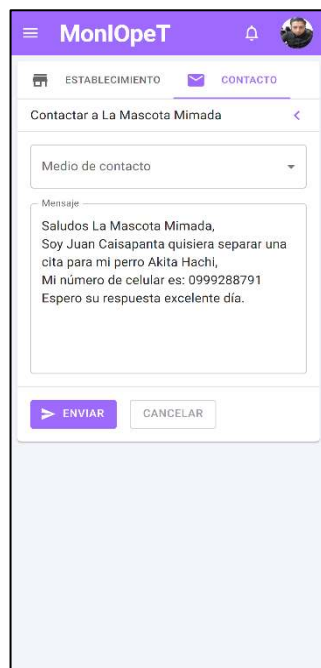 MonIOpeT
ESTABLECIMIENTO CONTACTO
Contactar a La Mascota Mimada
Medio de contacto
Mensaje
Saludos La Mascota Mimada,
Soy Juan Caisapanta quisiera separar una
cita para mi perro Akita Hachi,
Mi número de celular es: 0999288791
Espero su respuesta excelente día.
ENVIAR CANCELAR